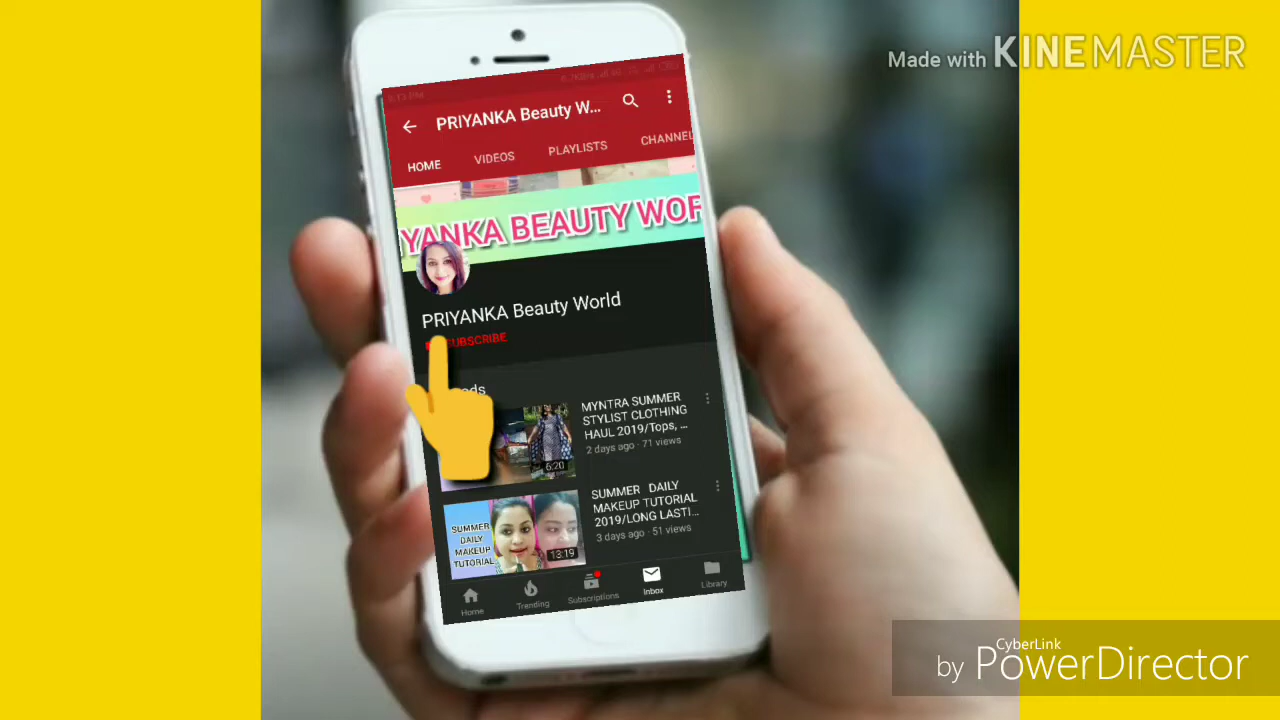 Made with KINEMASTER
PRIYANKA Beauty W...
HOME VIDEOS PLAYLISTS CHANNEL
YANKA BEAUTY WOR
PRIYANKA Beauty World
SUBSCRIBE
MYNTRA SUMMER
STYLIST CLOTHING
HAUL 2019/Tops, ...
2 days ago · 71 views
6:20
SUMMER DAILY
MAKEUP TUTORIAL
2019/LONG LASTI...
3 days ago · 51 views
SUMMER
DAILY
MAKEUP
TUTORIAL
13:19
Home Trending Subscriptions Inbox Library
CyberLink
by PowerDirector